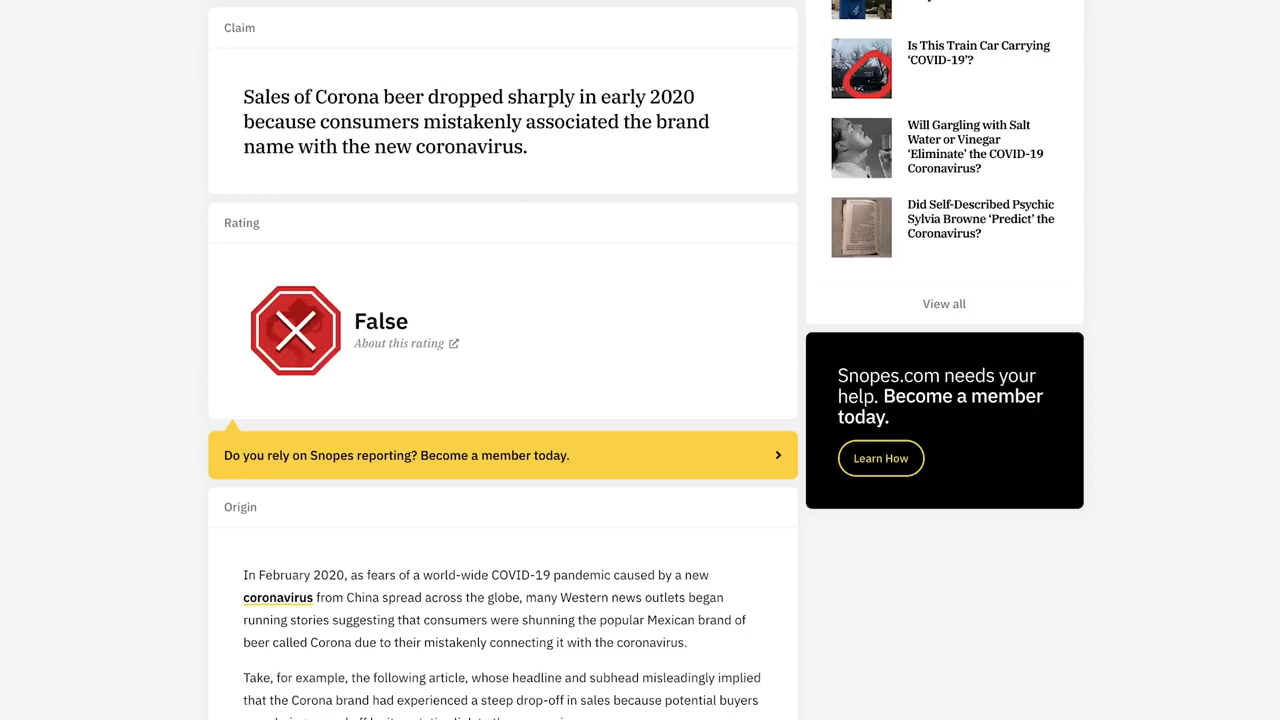 Claim
Sales of Corona beer dropped sharply in early 2020
because consumers mistakenly associated the brand
name with the new coronavirus.
Rating
False
About this rating
Do you rely on Snopes reporting? Become a member today.
Origin
In February 2020, as fears of a world-wide COVID-19 pandemic caused by a new
coronavirus from China spread across the globe, many Western news outlets began
running stories suggesting that consumers were shunning the popular Mexican brand of
beer called Corona due to their mistakenly connecting it with the coronavirus.
Take, for example, the following article, whose headline and subhead misleadingly implied
that the Corona brand had experienced a steep drop-off in sales because potential buyers
Is This Train Car Carrying
‘COVID-19’?
Will Gargling with Salt
Water or Vinegar
‘Eliminate’ the COVID-19
Coronavirus?
Did Self-Described Psychic
Sylvia Browne ‘Predict’ the
Coronavirus?
View all
Snopes.com needs your
help. Become a member
today.
Learn How